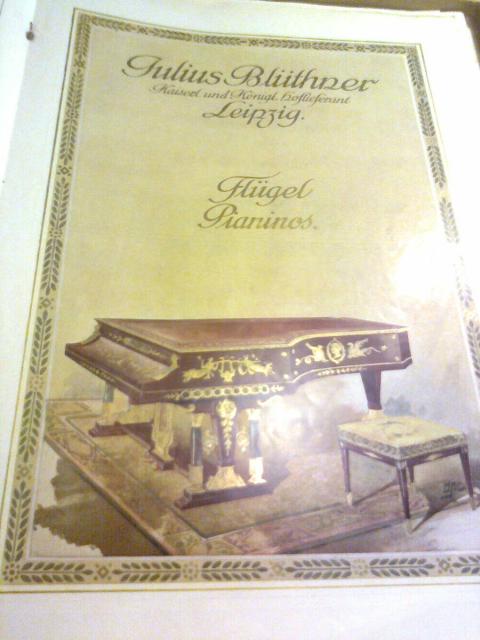 Julius Blüthner
Kaiserl. und Königl. Hoflieferant
Leipzig.
Flügel
Pianinos.